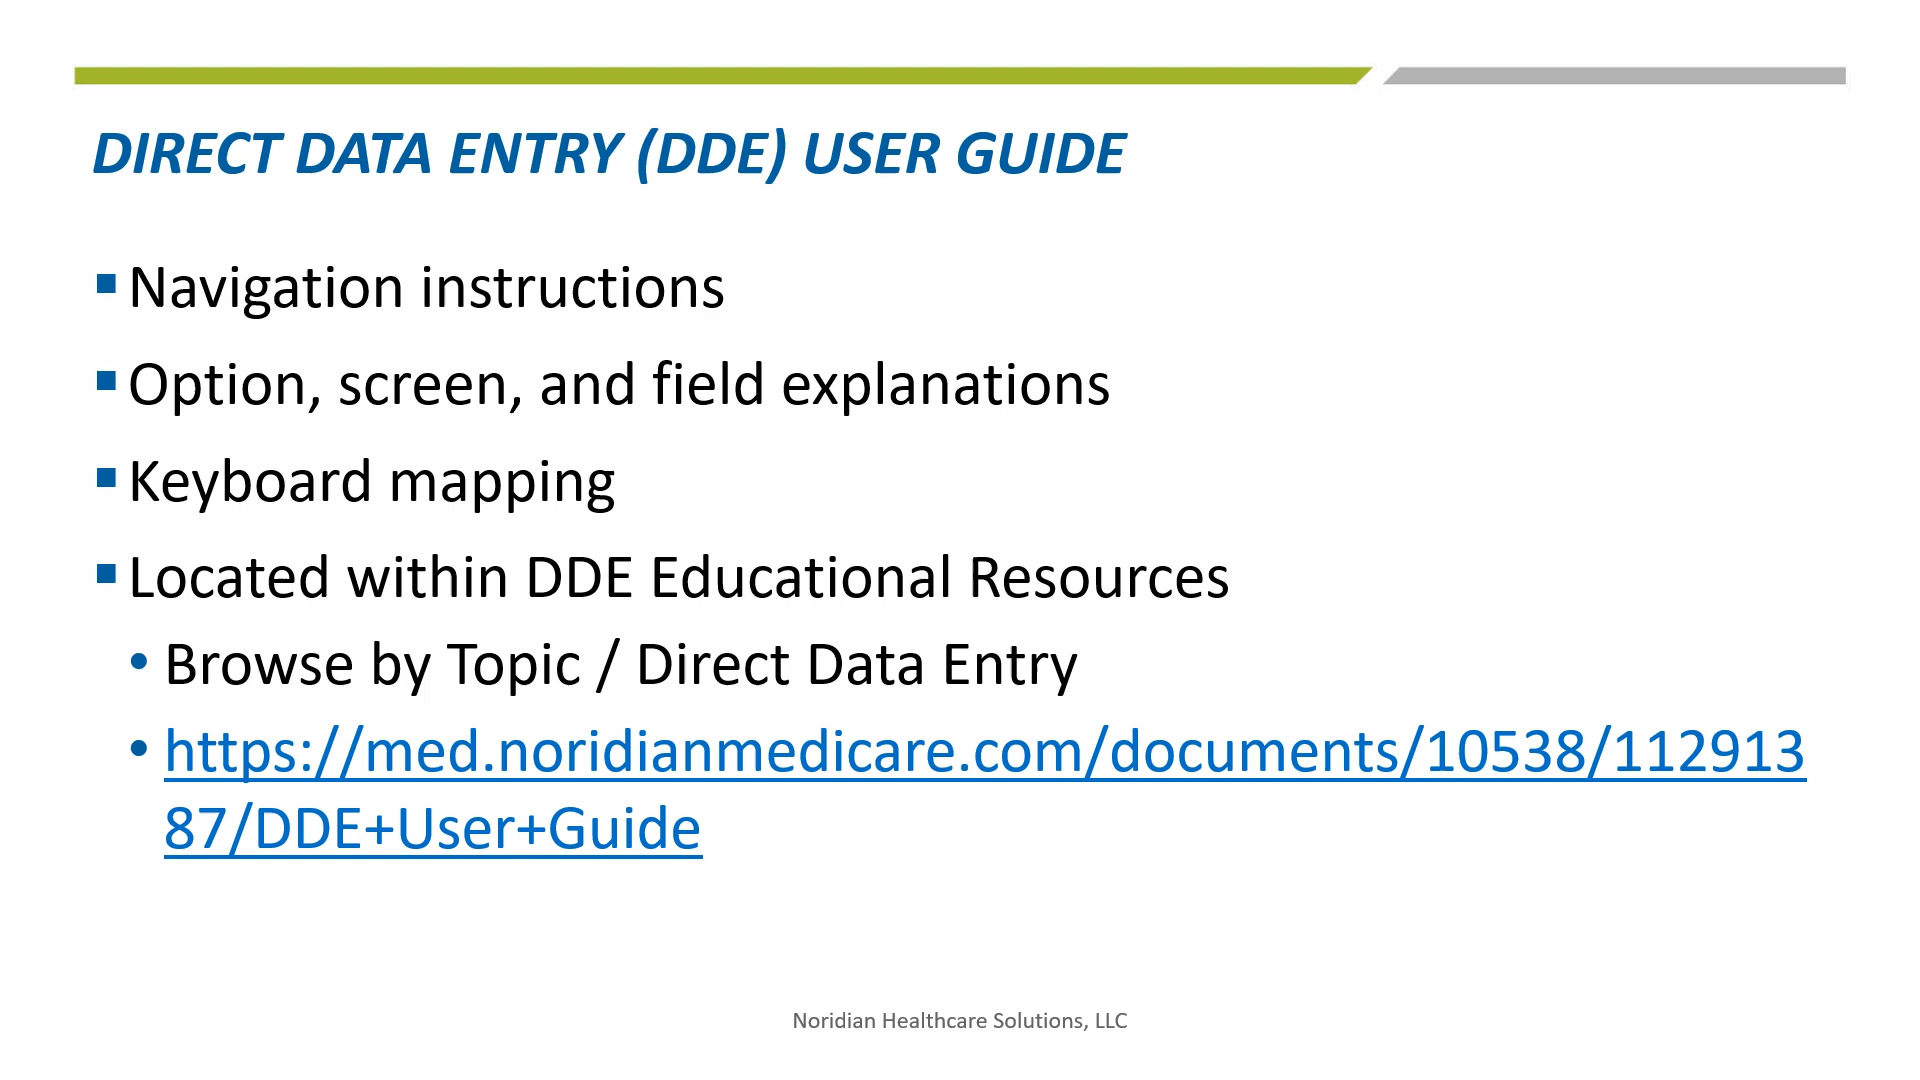 DIRECT DATA ENTRY (DDE) USER GUIDE
Navigation instructions
Option, screen, and field explanations
Keyboard mapping
Located within DDE Educational Resources
Browse by Topic / Direct Data Entry
https://med.noridianmedicare.com/documents/10538/112913
87/DDE+User+Guide
Noridian Healthcare Solutions, LLC